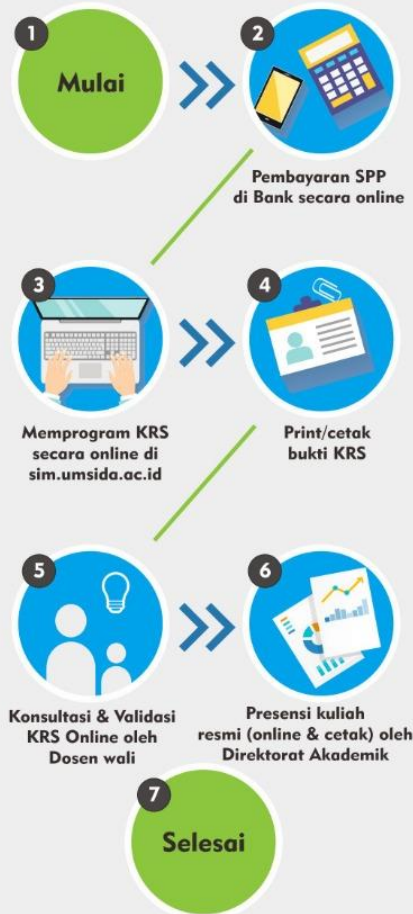 1
Mulai
2
Pembayaran SPP
di Bank secara online
3
Memprogram KRS
secara online di
sim.umsida.ac.id
4
Print/cetak
bukti KRS
5
Konsultasi & Validasi
KRS Online oleh
Dosen wali
6
Presensi kuliah
resmi (online & cetak) oleh
Direktorat Akademik
7
Selesai